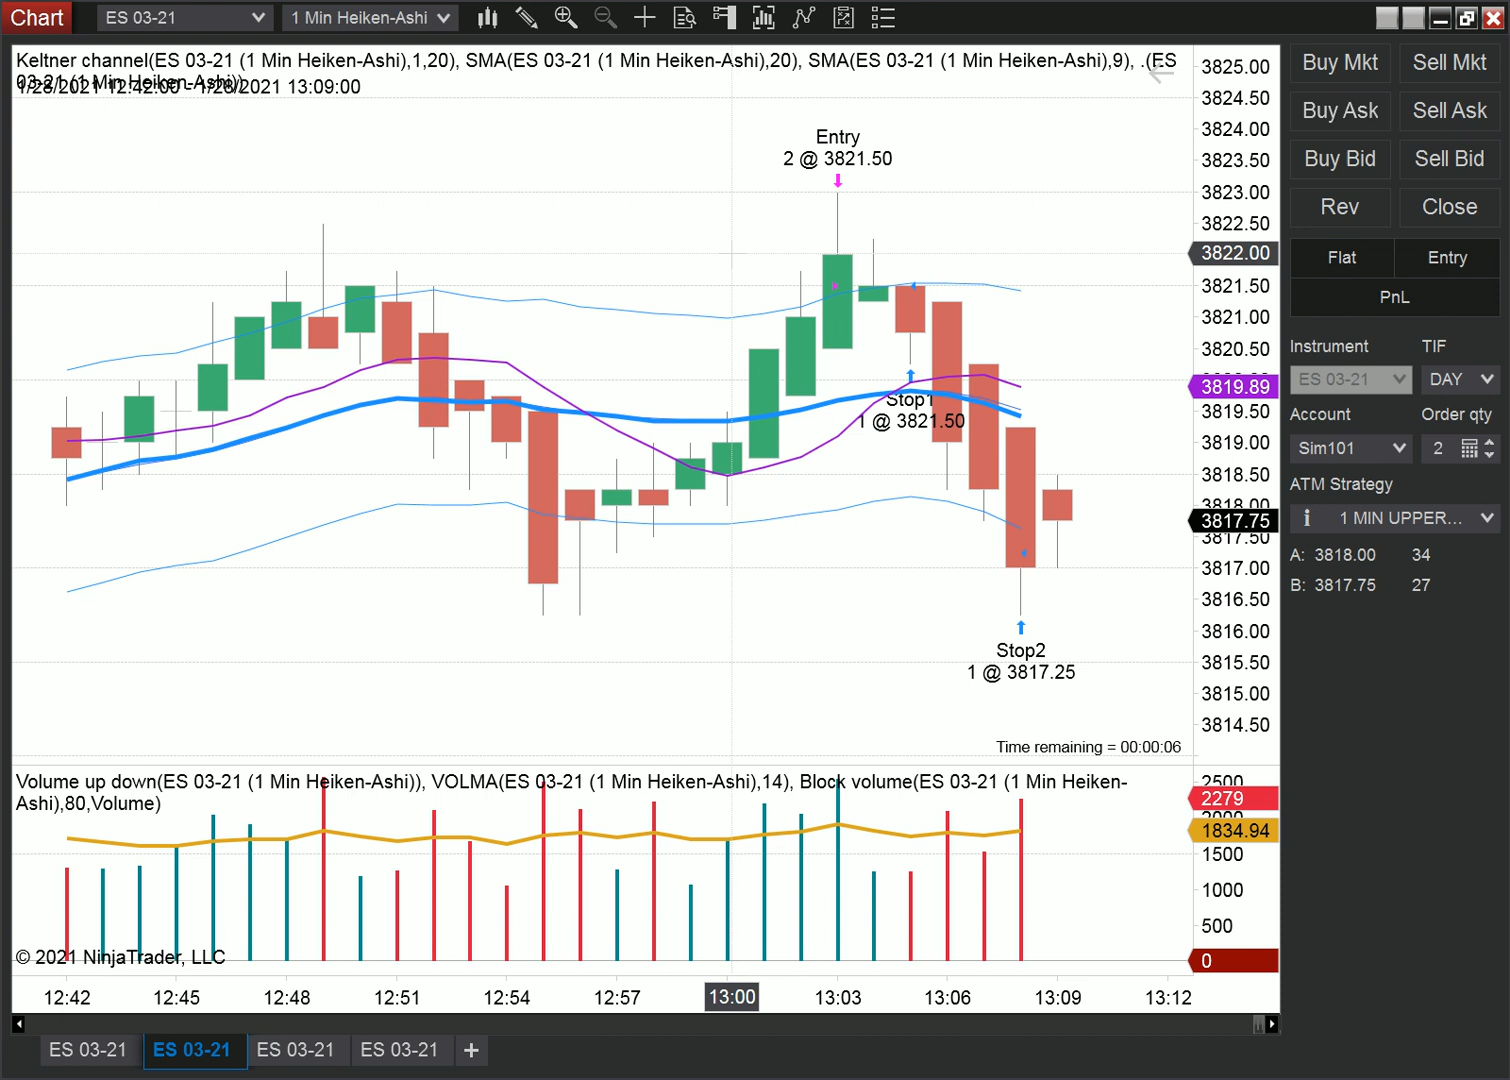 Chart ES 03-21 1 Min Heiken-Ashi
Keltner channel(ES 03-21 (1 Min Heiken-Ashi),1,20), SMA(ES 03-21 (1 Min Heiken-Ashi),20), SMA(ES 03-21 (1 Min Heiken-Ashi),9), .(ES
03-21 (1 Min Heiken-Ashi))
1/28/2021 12:42:00 - 1/28/2021 13:09:00
Entry
2 @ 3821.50
Stop1
1 @ 3821.50
Stop2
1 @ 3817.25
Time remaining = 00:00:06
3825.00
3824.50
3824.00
3823.50
3823.00
3822.50
3822.00
3821.50
3821.00
3820.50
3819.89
3819.50
3819.00
3818.50
3818.00
3817.75
3817.50
3817.00
3816.50
3816.00
3815.50
3815.00
3814.50
Volume up down(ES 03-21 (1 Min Heiken-Ashi)), VOLMA(ES 03-21 (1 Min Heiken-Ashi),14), Block volume(ES 03-21 (1 Min Heiken-
Ashi),80,Volume)
2500
2279
2000
1834.94
1500
1000
500
0
© 2021 NinjaTrader, LLC
12:42 12:45 12:48 12:51 12:54 12:57 13:00 13:03 13:06 13:09 13:12
ES 03-21 ES 03-21 ES 03-21 ES 03-21 +
Buy Mkt Sell Mkt
Buy Ask Sell Ask
Buy Bid Sell Bid
Rev Close
Flat Entry
PnL
Instrument TIF
ES 03-21 DAY
Account Order qty
Sim101 2
ATM Strategy
i 1 MIN UPPER...
A: 3818.00 34
B: 3817.75 27